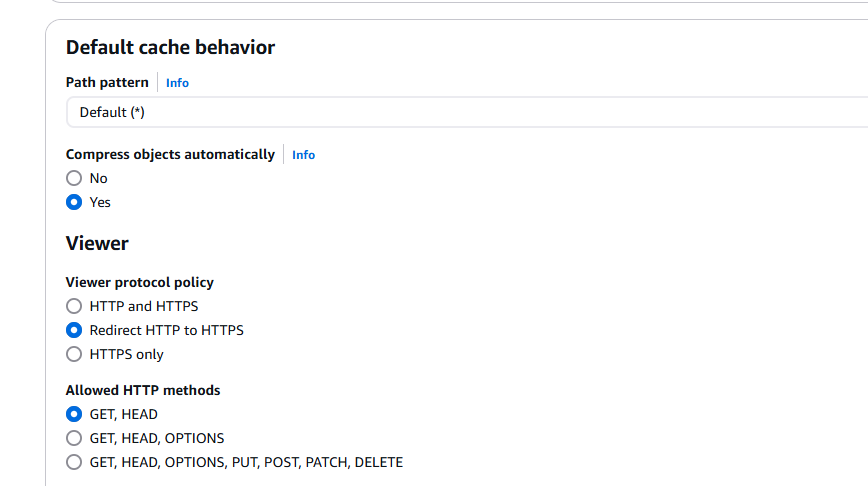 Default cache behavior
Path pattern Info
Default (*)
Compress objects automatically Info
No
Yes
Viewer
Viewer protocol policy
HTTP and HTTPS
Redirect HTTP to HTTPS
HTTPS only
Allowed HTTP methods
GET, HEAD
GET, HEAD, OPTIONS
GET, HEAD, OPTIONS, PUT, POST, PATCH, DELETE